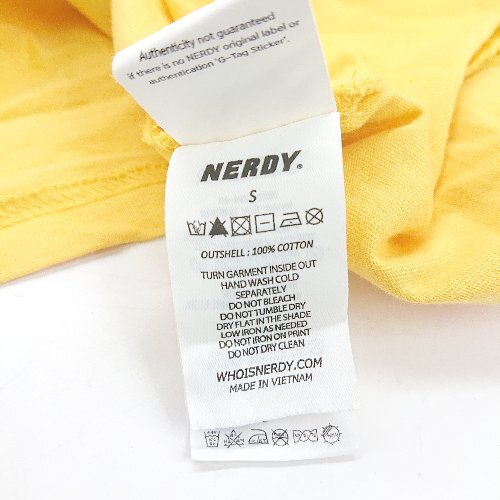 Authenticity not guaranteed
if there is no NERDY original label or
authentication "G-Tag Sticker".
NERDY.
S
OUTSHELL : 100% COTTON
TURN GARMENT INSIDE OUT
HAND WASH COLD
SEPARATELY
DO NOT BLEACH
DO NOT TUMBLE DRY
DRY FLAT IN THE SHADE
LOW IRON AS NEEDED
DO NOT IRON ON PRINT
DO NOT DRY CLEAN
WHOISNERDY.COM
MADE IN VIETNAM